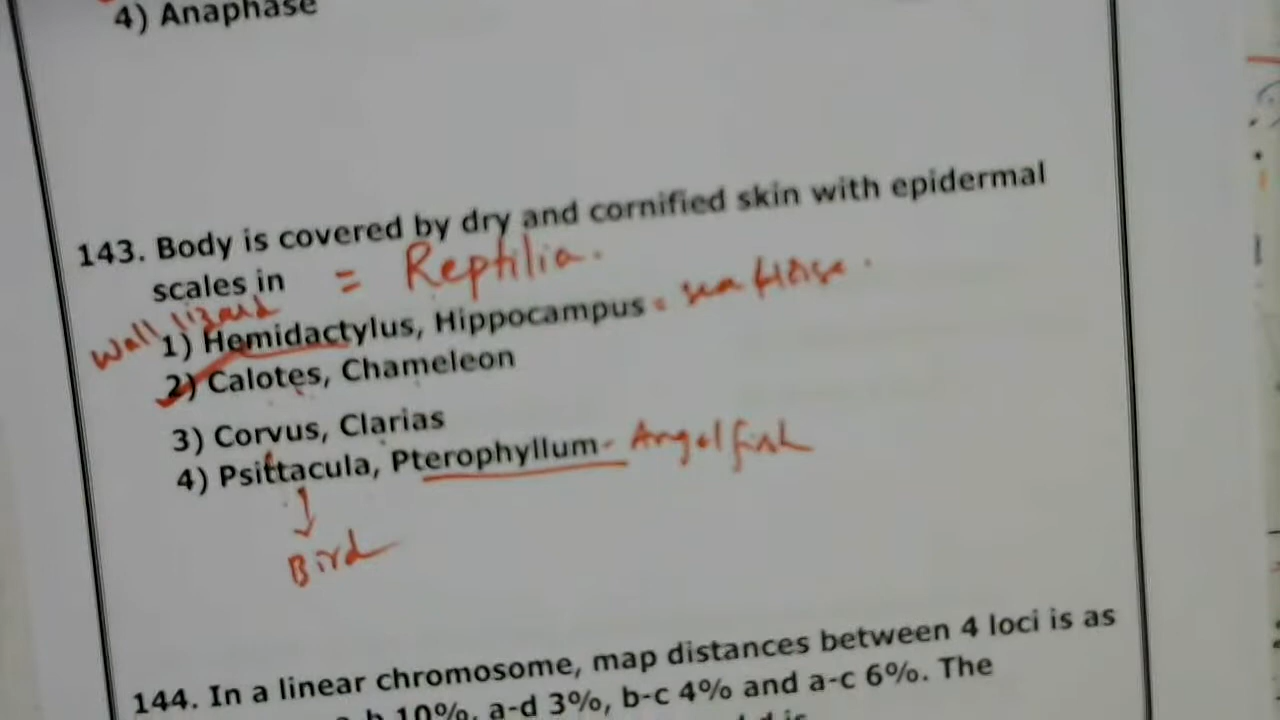 4) Anaphase
143. Body is covered by dry and cornified skin with epidermal
scales in = Reptilia.
wall lizard
1) Hemidactylus, Hippocampus = sea horse.
2) Calotes, Chameleon
3) Corvus, Clarias
4) Psittacula, Pterophyllum - Angel fish
Bird
144. In a linear chromosome, map distances between 4 loci is as
10%, a-d 3%, b-c 4% and a-c 6%. The